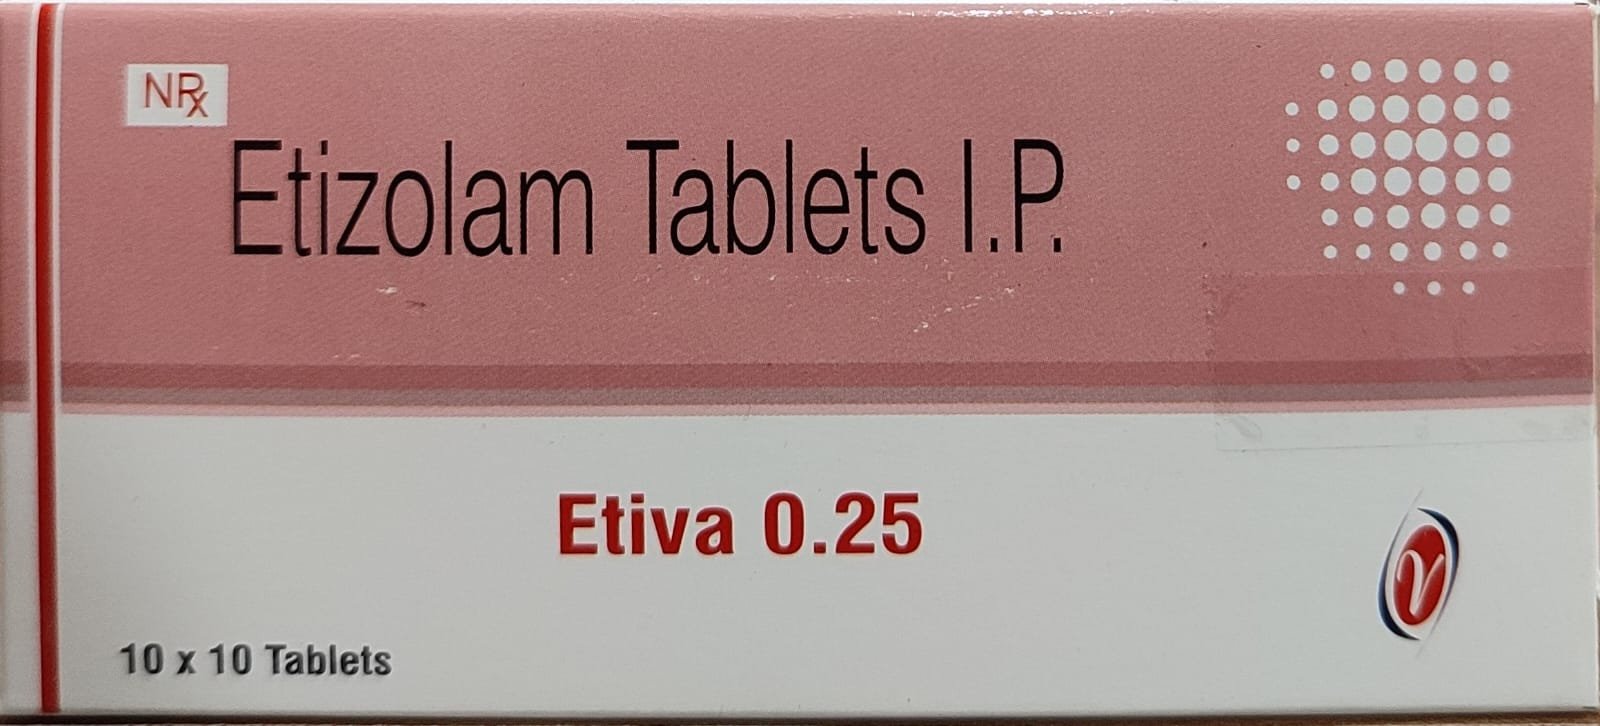 NRx
Etizolam Tablets I.P.
Etiva 0.25
10 x 10 Tablets
V